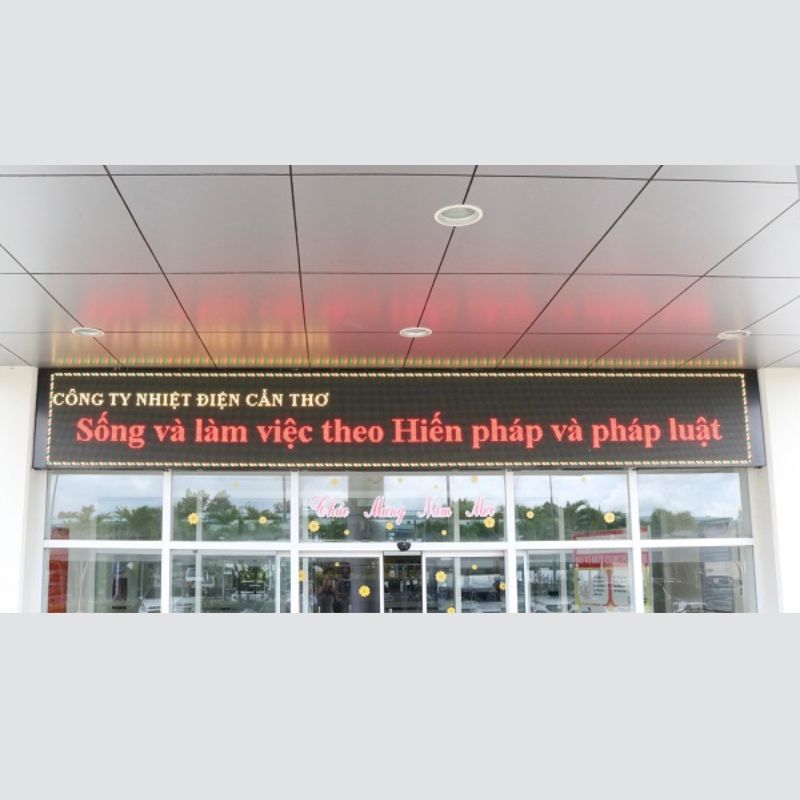 CÔNG TY NHIỆT ĐIỆN CẦN THƠ
Sống và làm việc theo Hiến pháp và pháp luật
Chúc Mừng Năm Mới